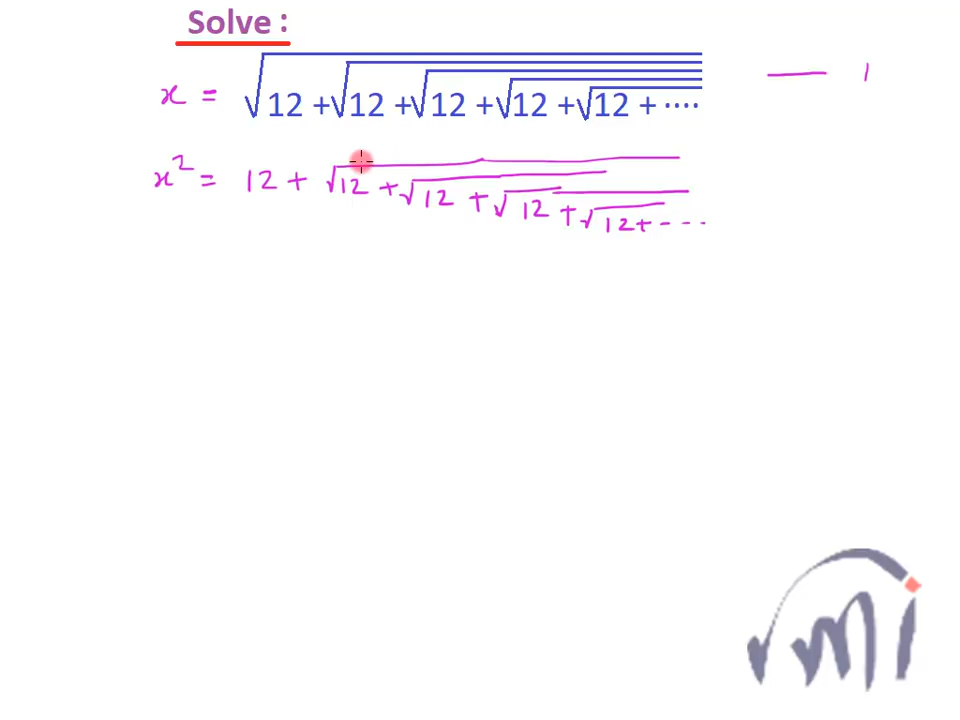 Solve :
x = √12 +√12 +√12 +√12 +√12 + ···· — 1
x² = 12 + √12 +√12 +√12 +√12+ - - -